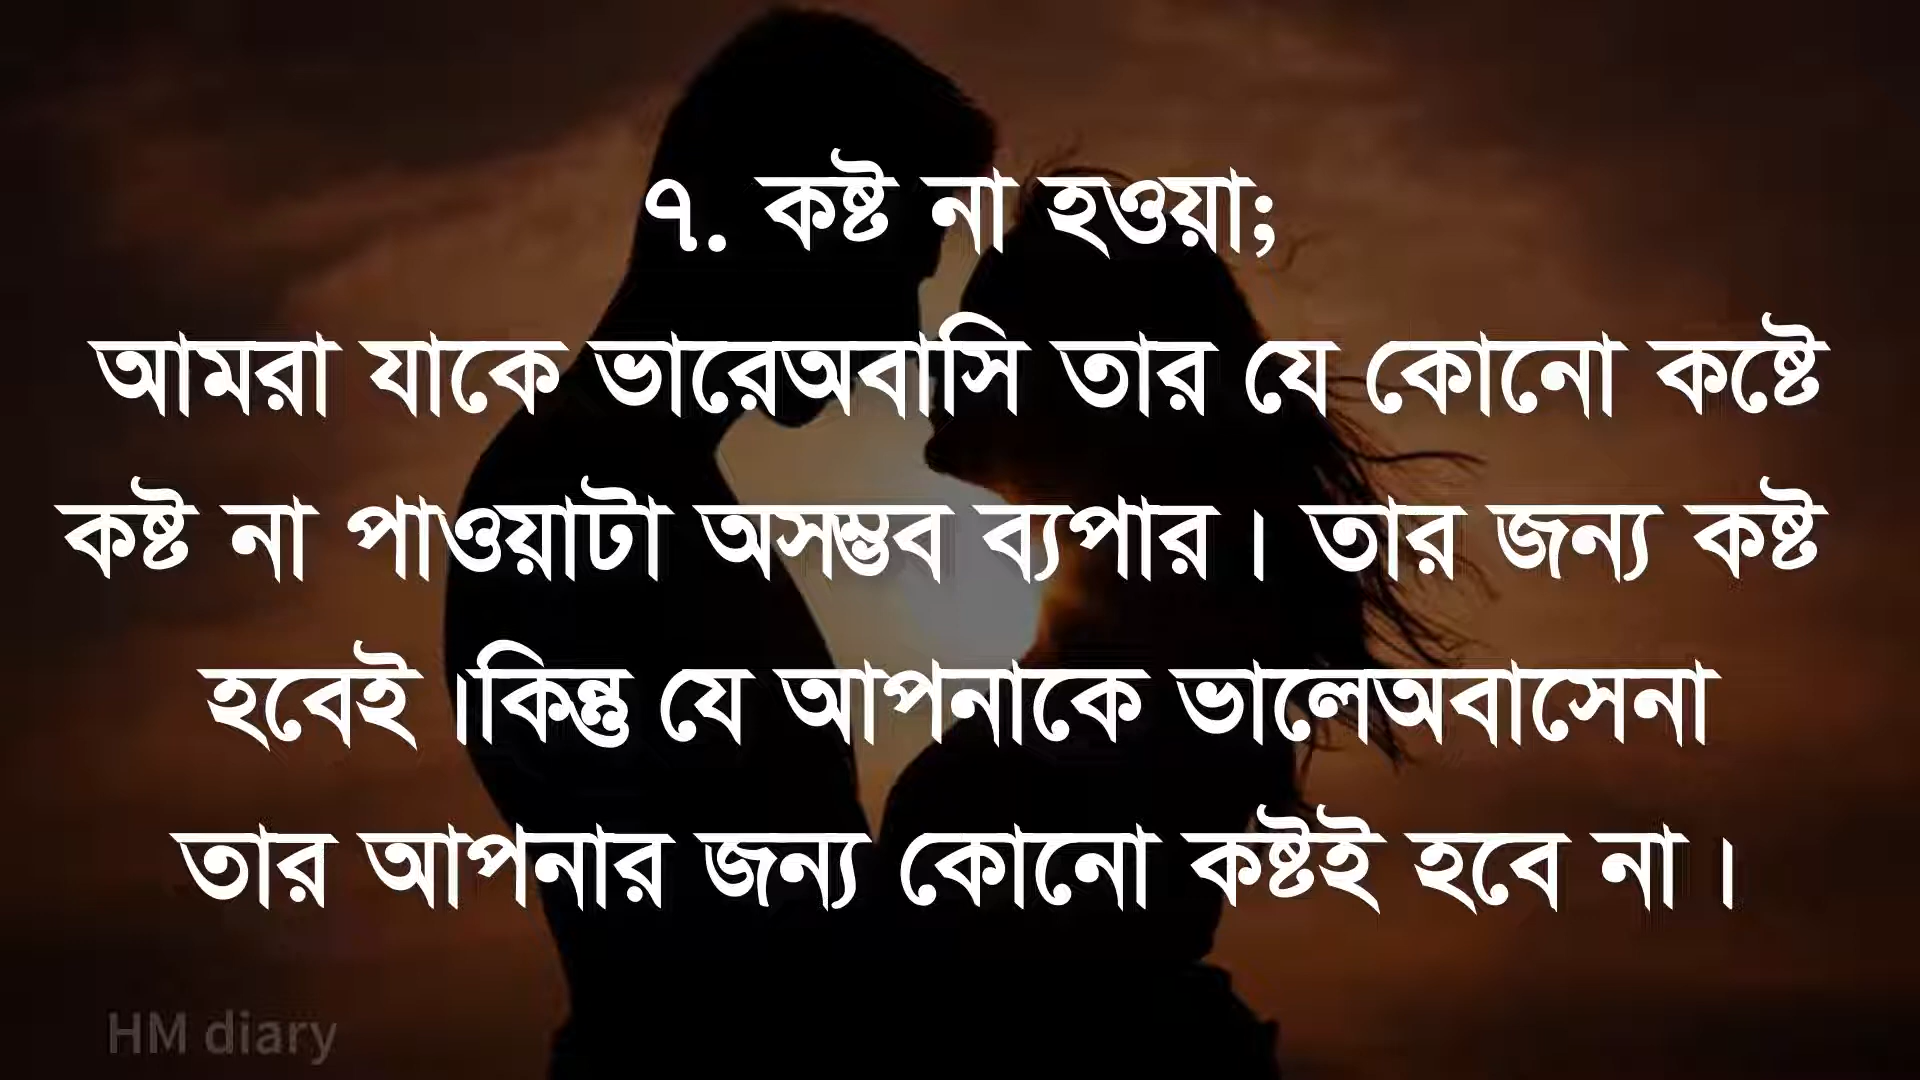 ৭. কষ্ট না হওয়া;
আমরা যাকে ভারেঅবাসি তার যে কোনো কষ্টে
কষ্ট না পাওয়াটা অসম্ভব ব্যপার। তার জন্য কষ্ট
হবেই ।কিন্তু যে আপনাকে ভালেঅবাসেনা
তার আপনার জন্য কোনো কষ্টই হবে না।
HM diary